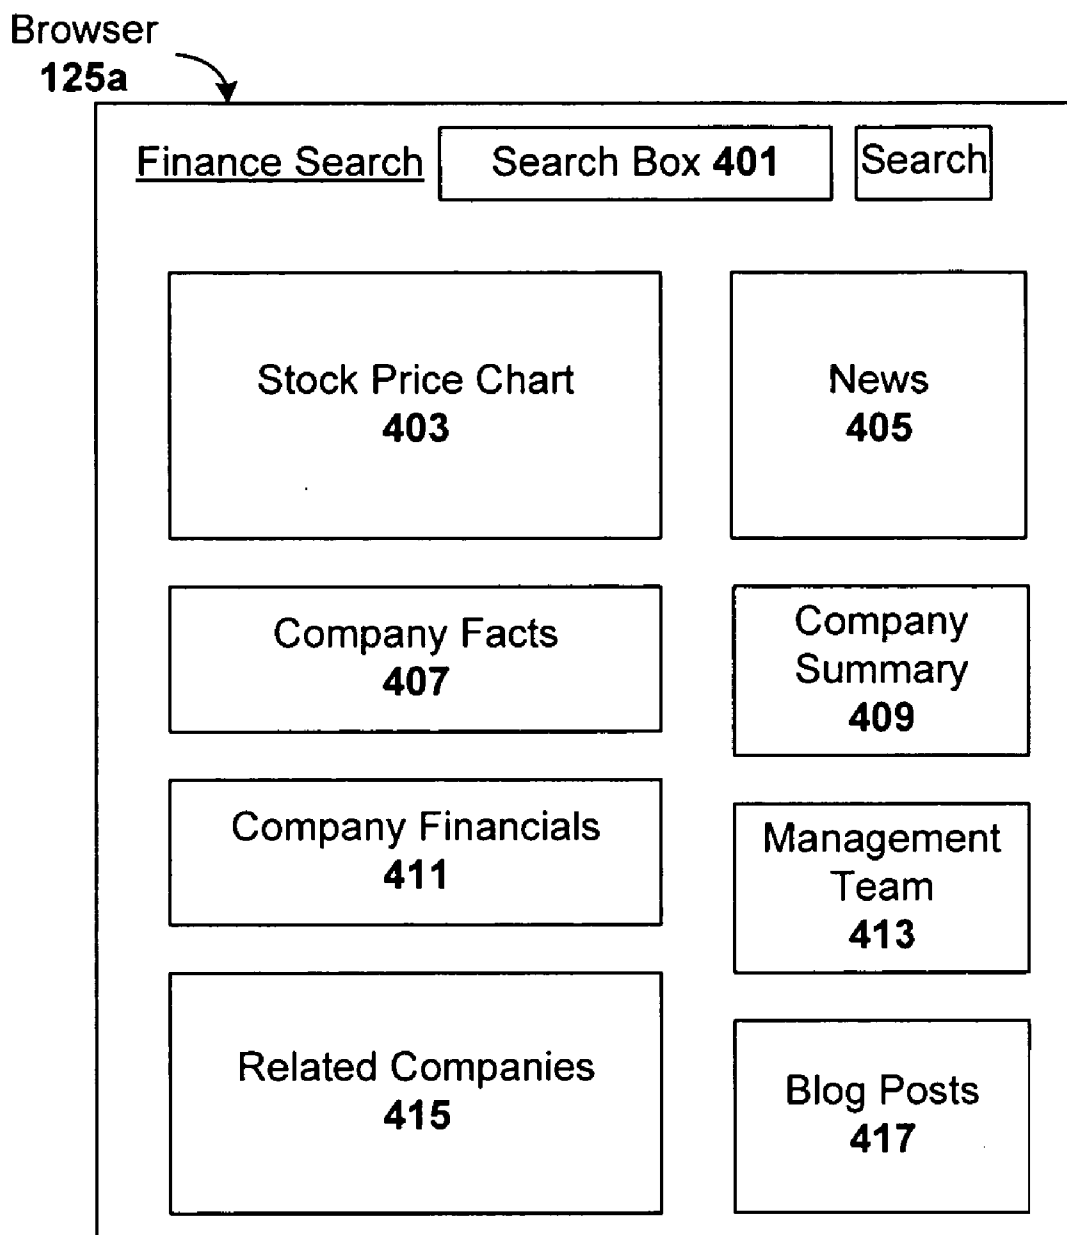 Browser
125a
Finance Search
Search Box 401
Search
Stock Price Chart
403
News
405
Company Facts
407
Company
Summary
409
Company Financials
411
Management
Team
413
Related Companies
415
Blog Posts
417